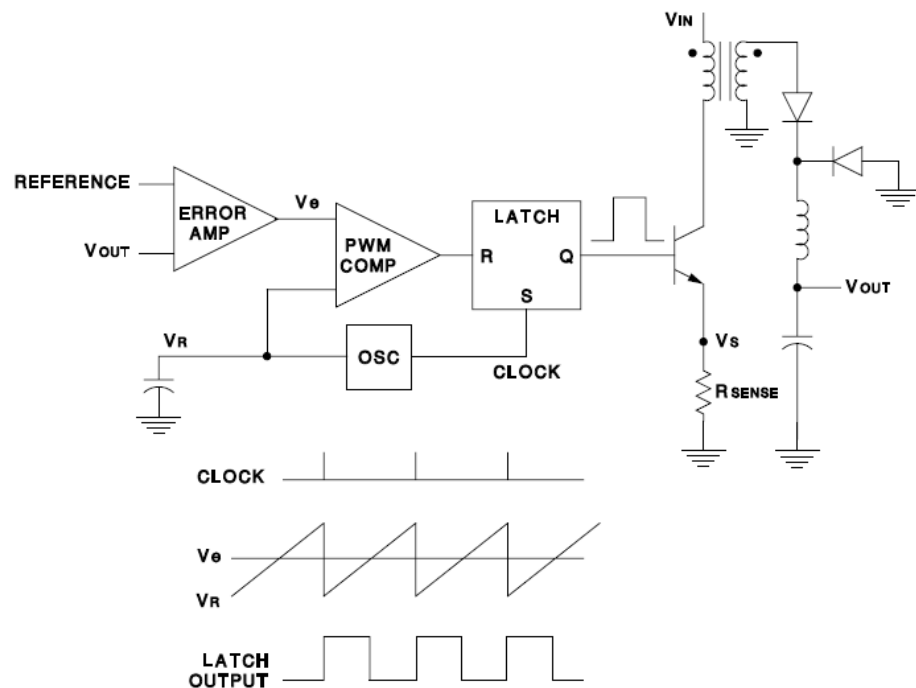 VIN
REFERENCE
ERROR
AMP
Ve
PWM
COMP
LATCH
R
Q
S
VOUT
VOUT
VR
OSC
CLOCK
VS
RSENSE
CLOCK
Ve
VR
LATCH
OUTPUT